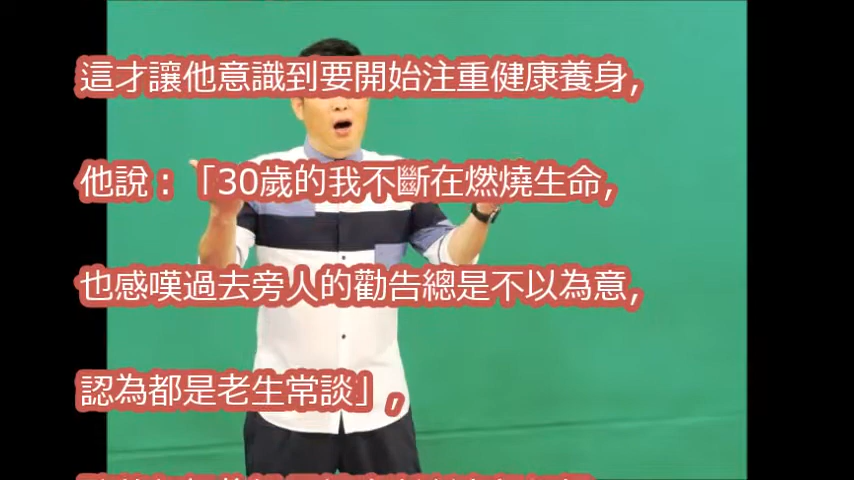 這才讓他意識到要開始注重健康養身，
他說：「30歲的我不斷在燃燒生命，
也感嘆過去旁人的勸告總是不以為意，
認為都是老生常談」，